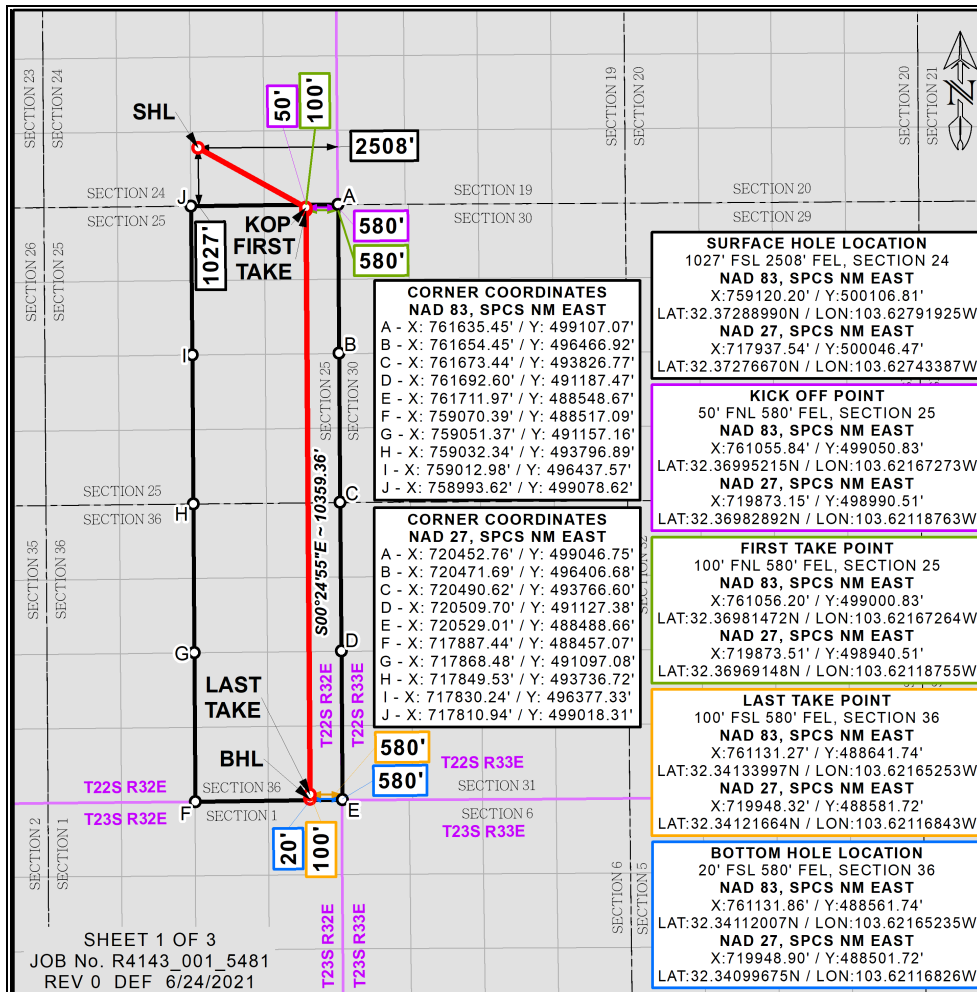 SECTION 23
SECTION 24
SECTION 19
SECTION 20
SECTION 20
SECTION 21
N
50'
100'
SHL
2508'
SECTION 24
SECTION 25
J
A
SECTION 19
SECTION 30
SECTION 20
SECTION 29
KOP
FIRST
TAKE
580'
580'
1027'
SECTION 26
SECTION 25
I
B
SECTION 25
SECTION 30
CORNER COORDINATES
NAD 83, SPCS NM EAST
A - X: 761635.45' / Y: 499107.07'
B - X: 761654.45' / Y: 496466.92'
C - X: 761673.44' / Y: 493826.77'
D - X: 761692.60' / Y: 491187.47'
E - X: 761711.97' / Y: 488548.67'
F - X: 759070.39' / Y: 488517.09'
G - X: 759051.37' / Y: 491157.16'
H - X: 759032.34' / Y: 493796.89'
I - X: 759012.98' / Y: 496437.57'
J - X: 758993.62' / Y: 499078.62'
SURFACE HOLE LOCATION
1027' FSL 2508' FEL, SECTION 24
NAD 83, SPCS NM EAST
X:759120.20' / Y:500106.81'
LAT:32.37288990N / LON:103.62791925W
NAD 27, SPCS NM EAST
X:717937.54' / Y:500046.47'
LAT:32.37276670N / LON:103.62743387W
KICK OFF POINT
50' FNL 580' FEL, SECTION 25
NAD 83, SPCS NM EAST
X:761055.84' / Y:499050.83'
LAT:32.36995215N / LON:103.62167273W
NAD 27, SPCS NM EAST
X:719873.15' / Y:498990.51'
LAT:32.36982892N / LON:103.62118763W
SECTION 25
SECTION 36
H
C
S00°24'55"E ~ 10359.36'
CORNER COORDINATES
NAD 27, SPCS NM EAST
A - X: 720452.76' / Y: 499046.75'
B - X: 720471.69' / Y: 496406.68'
C - X: 720490.62' / Y: 493766.60'
D - X: 720509.70' / Y: 491127.38'
E - X: 720529.01' / Y: 488488.66'
F - X: 717887.44' / Y: 488457.07'
G - X: 717868.48' / Y: 491097.08'
H - X: 717849.53' / Y: 493736.72'
I - X: 717830.24' / Y: 496377.33'
J - X: 717810.94' / Y: 499018.31'
FIRST TAKE POINT
100' FNL 580' FEL, SECTION 25
NAD 83, SPCS NM EAST
X:761056.20' / Y:499000.83'
LAT:32.36981472N / LON:103.62167264W
NAD 27, SPCS NM EAST
X:719873.51' / Y:498940.51'
LAT:32.36969148N / LON:103.62118755W
SECTION 35
SECTION 36
G
D
T22S R32E
T22S R33E
LAST
TAKE
BHL
580'
580'
T22S R33E
SECTION 31
LAST TAKE POINT
100' FSL 580' FEL, SECTION 36
NAD 83, SPCS NM EAST
X:761131.27' / Y:488641.74'
LAT:32.34133997N / LON:103.62165253W
NAD 27, SPCS NM EAST
X:719948.32' / Y:488581.72'
LAT:32.34121664N / LON:103.62116843W
T22S R32E
T23S R32E
SECTION 36
SECTION 1
F
E
SECTION 6
T23S R33E
20'
100'
SECTION 2
SECTION 1
SECTION 6
SECTION 5
BOTTOM HOLE LOCATION
20' FSL 580' FEL, SECTION 36
NAD 83, SPCS NM EAST
X:761131.86' / Y:488561.74'
LAT:32.34112007N / LON:103.62165235W
NAD 27, SPCS NM EAST
X:719948.90' / Y:488501.72'
LAT:32.34099675N / LON:103.62116826W
T23S R32E
T23S R33E
SHEET 1 OF 3
JOB No. R4143_001_5481
REV 0 DEF 6/24/2021